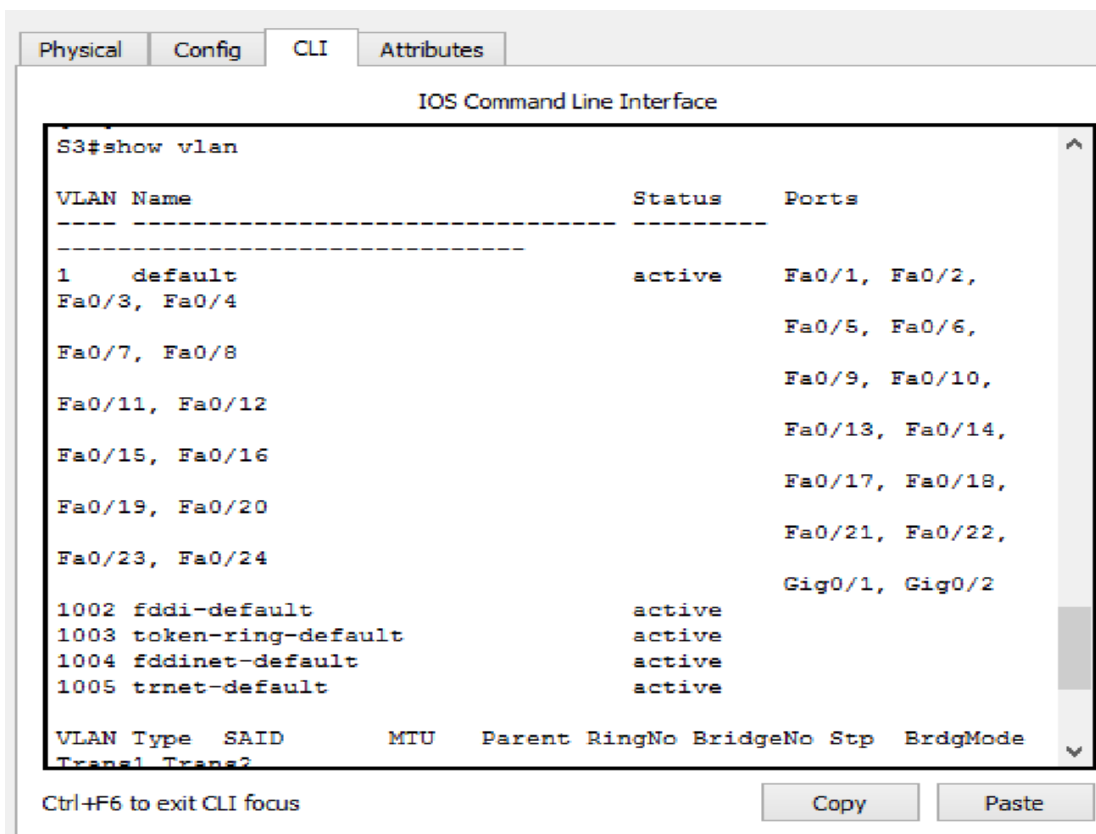 Physical Config CLI Attributes
IOS Command Line Interface
S3#show vlan
VLAN Name Status Ports
---- -------------------------------- ---------
-------------------------------
1 default active Fa0/1, Fa0/2,
Fa0/3, Fa0/4
Fa0/5, Fa0/6,
Fa0/7, Fa0/8
Fa0/9, Fa0/10,
Fa0/11, Fa0/12
Fa0/13, Fa0/14,
Fa0/15, Fa0/16
Fa0/17, Fa0/18,
Fa0/19, Fa0/20
Fa0/21, Fa0/22,
Fa0/23, Fa0/24
Gig0/1, Gig0/2
1002 fddi-default active
1003 token-ring-default active
1004 fddinet-default active
1005 trnet-default active
VLAN Type SAID MTU Parent RingNo BridgeNo Stp BrdgMode
Trans1 Trans2
Ctrl+F6 to exit CLI focus
Copy Paste